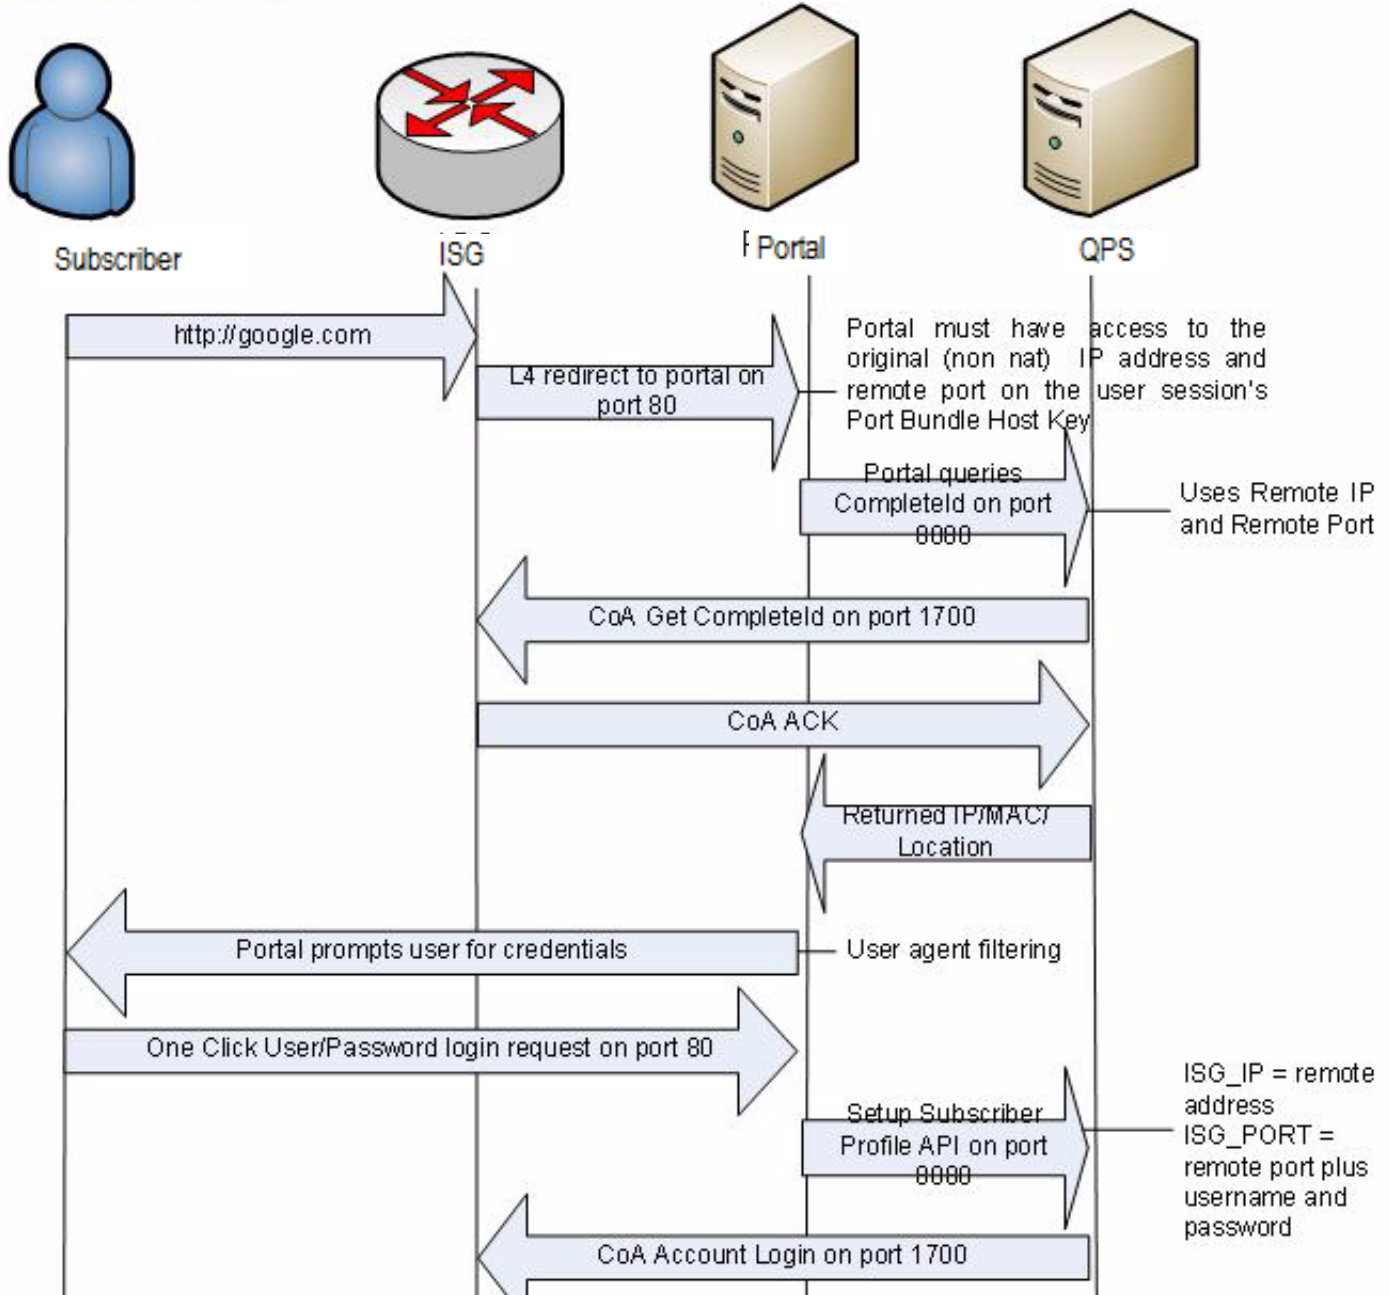 Subscriber
ISG
Portal
QPS
http://google.com
L4 redirect to portal on
port 80
Portal must have access to the
original (non nat) IP address and
remote port on the user session's
Port Bundle Host Key
Portal queries
CompleteId on port
8080
Uses Remote IP
and Remote Port
CoA Get CompleteId on port 1700
CoA ACK
Returned IP/MAC/
Location
Portal prompts user for credentials
User agent filtering
One Click User/Password login request on port 80
Setup Subscriber
Profile API on port
8080
ISG_IP = remote
address
ISG_PORT =
remote port plus
username and
password
CoA Account Login on port 1700